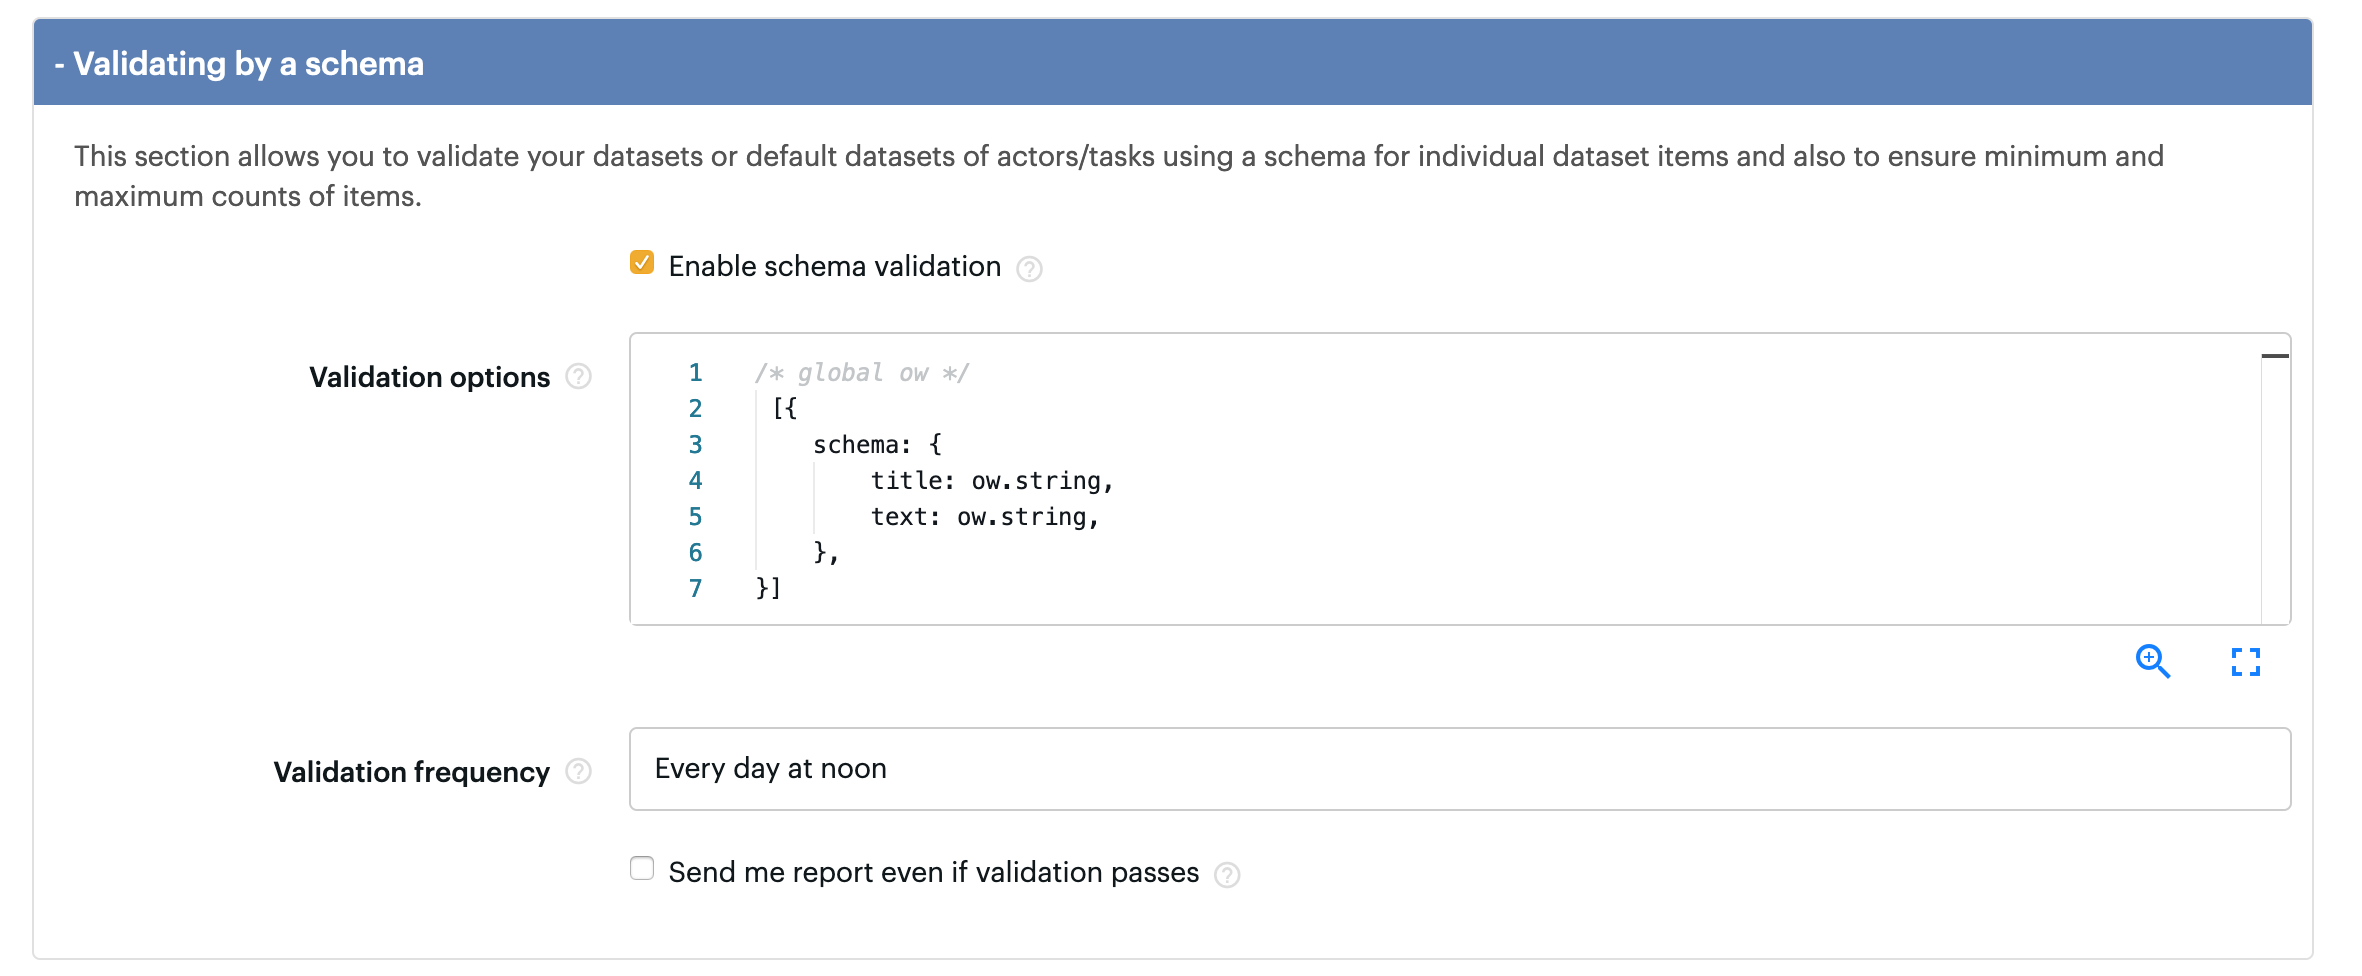 - Validating by a schema
This section allows you to validate your datasets or default datasets of actors/tasks using a schema for individual dataset items and also to ensure minimum and
maximum counts of items.
Enable schema validation ?
Validation options ?
1 /* global ow */
2 [{
3 schema: {
4 title: ow.string,
5 text: ow.string,
6 },
7 }]
Validation frequency ? Every day at noon
Send me report even if validation passes ?